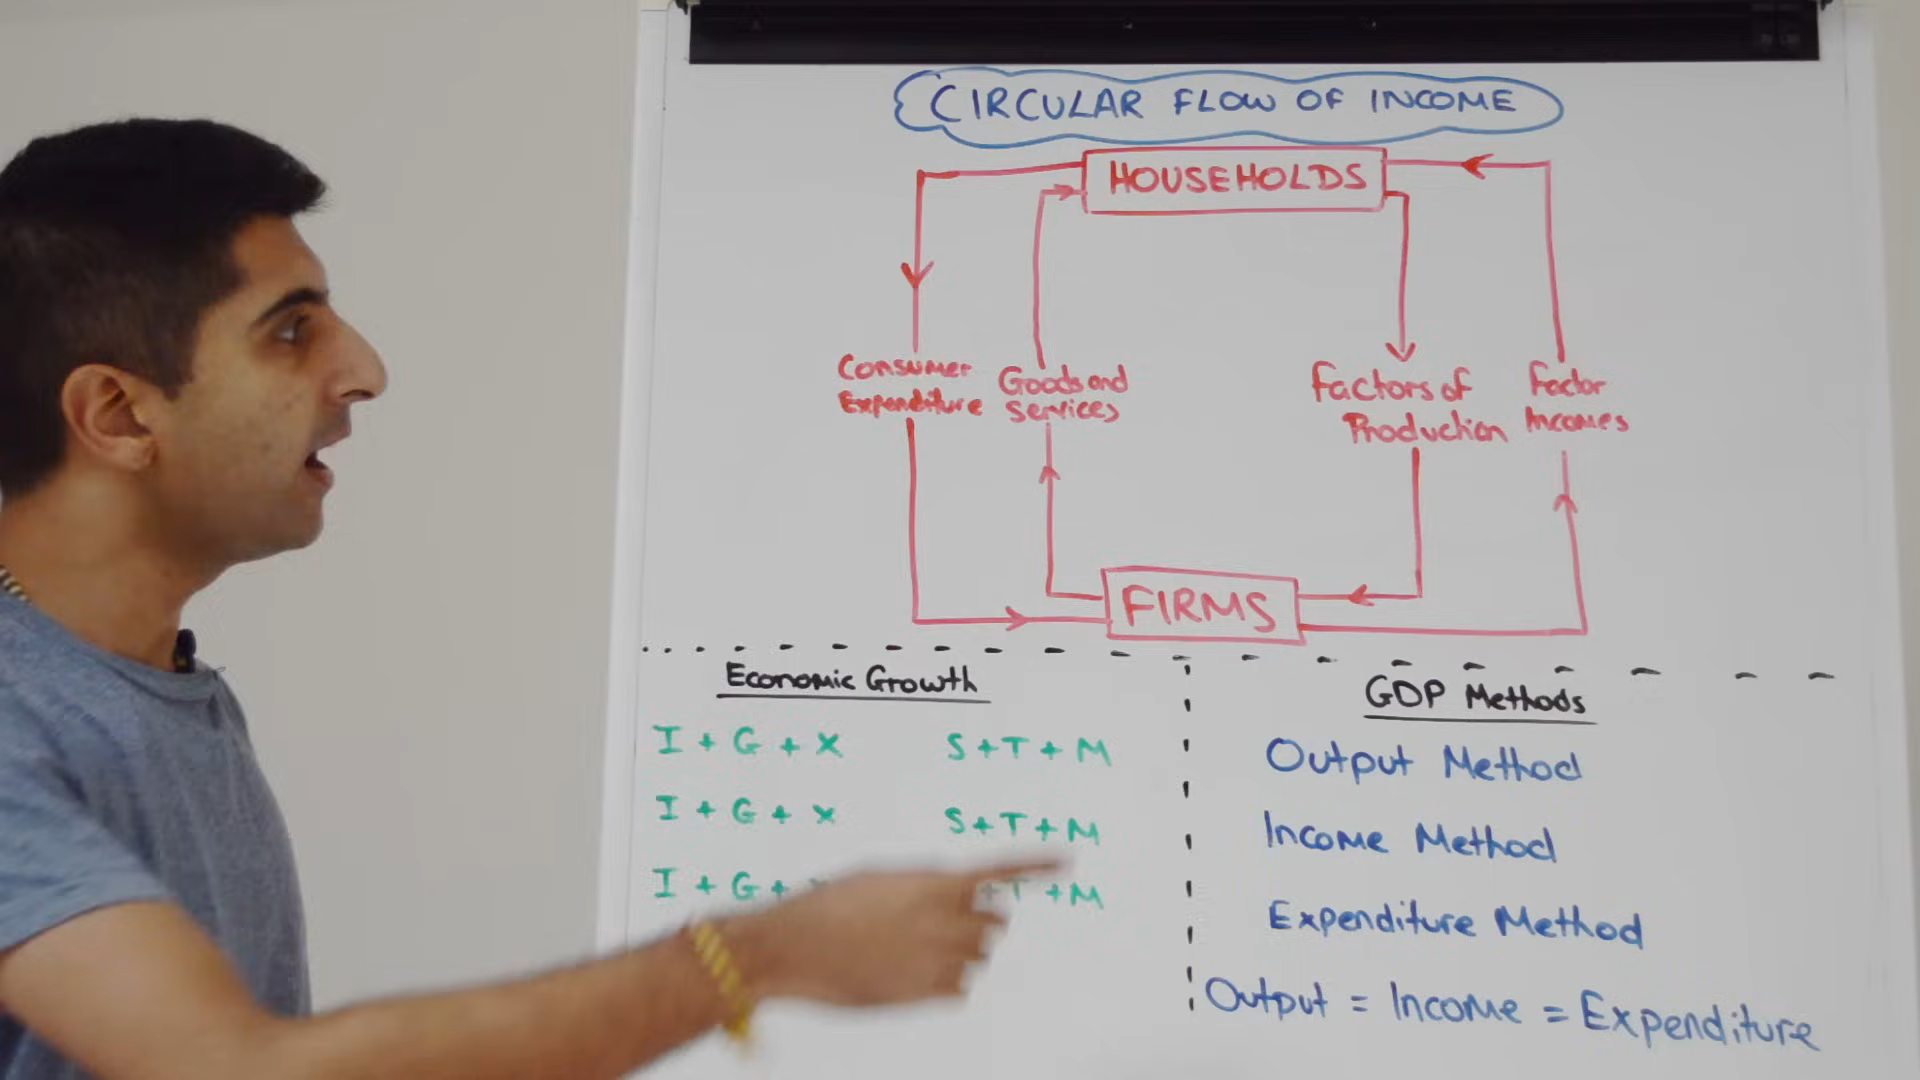 CIRCULAR FLOW OF INCOME
HOUSEHOLDS
Consumer
Expenditure
Goods and
Services
Factors of
Production
Factor
Incomes
FIRMS
Economic Growth
I + G + X S + T + M
I + G + X S + T + M
I + G + + T + M
GDP Methods
Output Method
Income Method
Expenditure Method
Output = Income = Expenditure